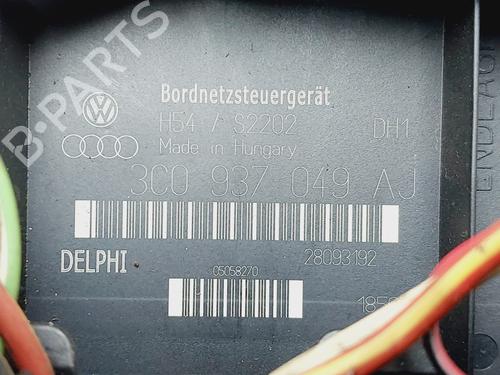 B-PARTS
Bordnetzsteuergerät
H54 / S2202 DH1
Made in Hungary
3C0 937 049 AJ
DELPHI 28093192
05058270